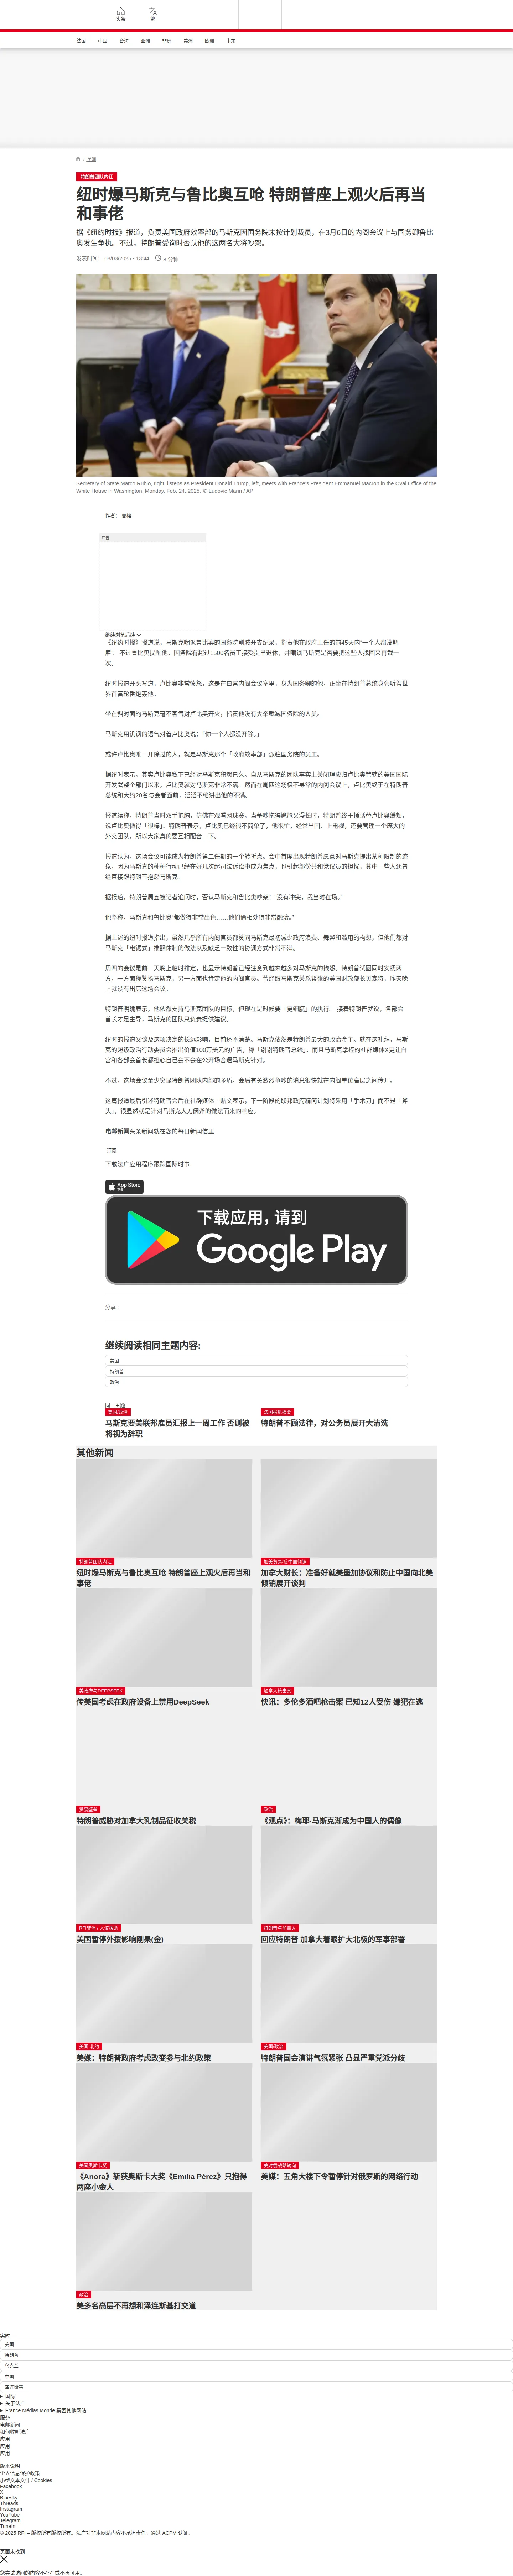 头条
繁
法国
中国
台海
亚洲
非洲
美洲
欧洲
中东
/ 美洲
特朗普团队内讧
纽时爆马斯克与鲁比奥互呛 特朗普座上观火后再当
和事佬
据《纽约时报》报道，负责美国政府效率部的马斯克因国务院未按计划裁员，在3月6日的内阁会议上与国务卿鲁比
奥发生争执。不过，特朗普受询时否认他的这两名大将吵架。
发表时间： 08/03/2025 - 13:44
6 分钟
Secretary of State Marco Rubio, right, listens as President Donald Trump, left, meets with France's President Emmanuel Macron in the Oval Office of the
White House in Washington, Monday, Feb. 24, 2025. © Ludovic Marin / AP
作者： 夏榕
广告
继续浏览后续
《纽约时报》报道说，马斯克嘲讽鲁比奥的国务院削减开支纪录，指责他在政府上任的前45天内“一个人都没解
雇”。不过鲁比奥提醒他，国务院有超过1500名员工接受提早退休，并嘲讽马斯克是否要把这些人找回来再裁一
次。
纽时报道开头写道，卢比奥非常愤怒，这是在白宫内阁会议室里，身为国务卿的他，正坐在特朗普总统身旁听着世
界首富轮番炮轰他。
坐在斜对面的马斯克毫不客气对卢比奥开火，指责他没有大举裁减国务院的人员。
马斯克用讥讽的语气对着卢比奥说：「你一个人都没开除。」
或许卢比奥唯一开除过的人，就是马斯克那个「政府效率部」派驻国务院的员工。
据纽时表示，其实卢比奥私下已经对马斯克积怨已久。自从马斯克的团队事实上关闭理应归卢比奥管辖的美国国际
开发署整个部门以来，卢比奥就对马斯克非常不满。然而在周四这场极不寻常的内阁会议上，卢比奥终于在特朗普
总统和大约20名与会者面前，滔滔不绝讲出他的不满。
报道续称，特朗普当时双手抱胸，仿佛在观看网球赛，当争吵拖得尴尬又漫长时，特朗普终于插话替卢比奥缓颊，
说卢比奥做得「很棒」。特朗普表示，卢比奥已经很不简单了，他很忙，经常出国、上电视，还要管理一个庞大的
外交团队，所以大家真的要互相配合一下。
报道认为，这场会议可能成为特朗普第二任期的一个转折点。会中首度出现特朗普愿意对马斯克提出某种限制的迹
象，因为马斯克的种种行动已经在好几次起司法诉讼中成为焦点，也引起部份共和党议员的担忧，其中一些人还曾
经直接跟特朗普抱怨马斯克。
据报道，特朗普周五被记者追问时，否认马斯克和鲁比奥吵架：“没有冲突，我当时在场。”
他坚称，马斯克和鲁比奥“都做得非常出色……他们俩相处得非常融洽。”
据上述的纽时报道指出，虽然几乎所有内阁官员都赞同马斯克最初减少政府浪费、舞弊和滥用的构想，但他们都对
马斯克「电锯式」推翻体制的做法以及缺乏一致性的协调方式非常不满。
周四的会议是前一天晚上临时排定，也显示特朗普已经注意到越来越多对马斯克的抱怨。特朗普试图同时安抚两
方，一方面称赞扬马斯克，另一方面也肯定他的内阁官员。曾经跟马斯克关系紧张的美国财政部长贝森特，昨天晚
上就没有出席这场会议。
特朗普明确表示，他依然支持马斯克团队的目标，但现在是时候要「更细腻」的执行。 接着特朗普就说，各部会
首长才是主导，马斯克的团队只负责提供建议。
纽时的报道又谈及这项决定的长远影响，目前还不清楚。马斯克依然是特朗普最大的政治金主。就在这礼拜，马斯
克的超级政治行动委员会推出价值100万美元的广告，称「谢谢特朗普总统」，而且马斯克掌控的社群媒体X更让白
宫和各部会首长都担心自己会不会在公开场合遭马斯克针对。
不过，这场会议至少突显特朗普团队内部的矛盾。会后有关激烈争吵的消息很快就在内阁单位高层之间传开。
这篇报道最后引述特朗普会后在社群媒体上贴文表示，下一阶段的联邦政府精简计划将采用「手术刀」而不是「斧
头」，很显然就是针对马斯克大刀阔斧的做法而来的响应。
电邮新闻头条新闻就在您的每日新闻信里
订阅
下载法广应用程序跟踪国际时事
App Store
下载
下载应用，请到
Google Play
分享
继续阅读相同主题内容:
美国
特朗普
政治
同一主题
美国/政治
马斯克要美联邦雇员汇报上一周工作 否则被
将视为辞职
法国报纸摘要
特朗普不顾法律，对公务员展开大清洗
其他新闻
特朗普团队内讧
纽时爆马斯克与鲁比奥互呛 特朗普座上观火后再当和
事佬
加美贸易/反中国倾销
加拿大财长：准备好就美墨加协议和防止中国向北美
倾销展开谈判
美政府与DEEPSEEK
传美国考虑在政府设备上禁用DeepSeek
加拿大枪击案
快讯：多伦多酒吧枪击案 已知12人受伤 嫌犯在逃
贸易壁垒
特朗普威胁对加拿大乳制品征收关税
政治
《观点》：梅耶·马斯克渐成为中国人的偶像
RFI非洲 / 人道援助
美国暂停外援影响刚果(金)
特朗普与加拿大
回应特朗普 加拿大着眼扩大北极的军事部署
美国·北约
美媒：特朗普政府考虑改变参与北约政策
美国/政治
特朗普国会演讲气氛紧张 凸显严重党派分歧
美国奥斯卡奖
《Anora》斩获奥斯卡大奖《Emilia Pérez》只抱得
两座小金人
美对俄战略转向
美媒：五角大楼下令暂停针对俄罗斯的网络行动
政治
美多名高层不再想和泽连斯基打交道
实时
美国
特朗普
乌克兰
中国
泽连斯基
国际
关于法广
France Médias Monde 集团其他网站
服务
电邮新闻
如何收听法广
应用
应用
应用
版本说明
个人信息保护政策
小型文本文件 / Cookies
Facebook
X
Bluesky
Threads
Instagram
YouTube
Telegram
TuneIn
© 2025 RFI – 版权所有版权所有。法广对非本网站内容不承担责任。通过 ACPM 认证。
页面未找到
您尝试访问的内容不存在或不再可用。